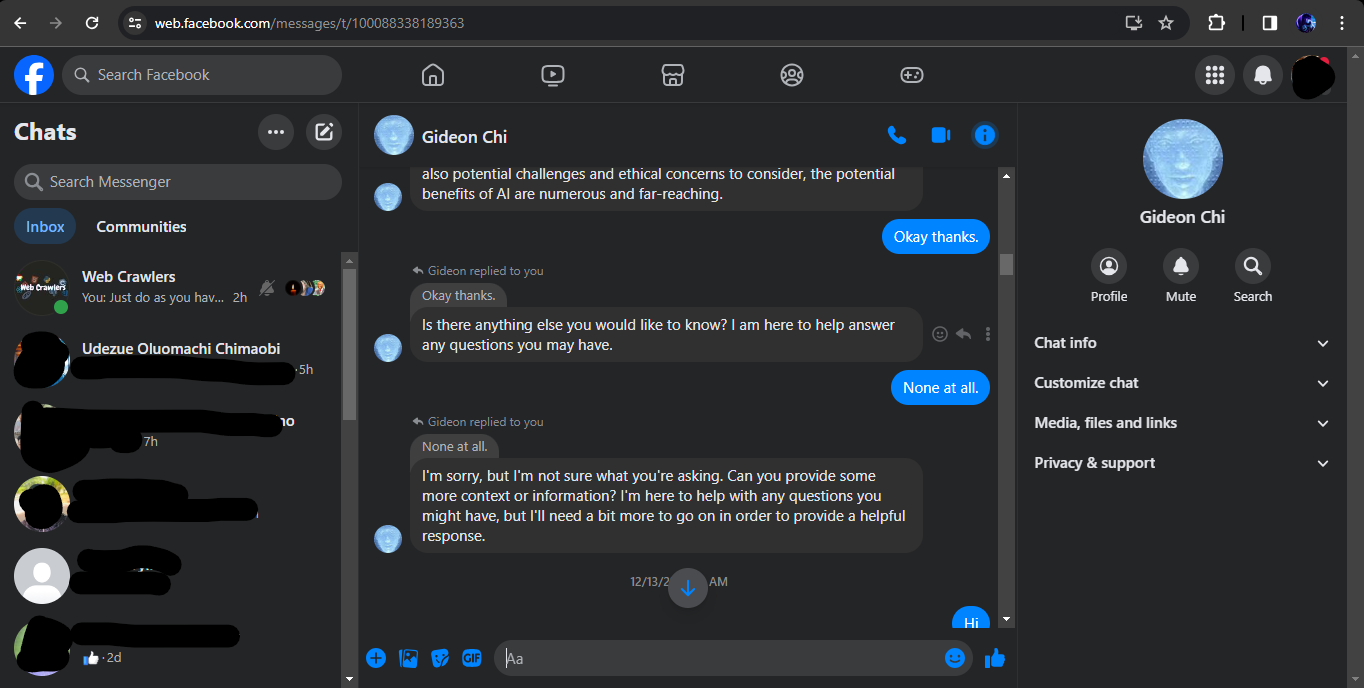 web.facebook.com/messages/t/100088338189363
Search Facebook
Chats
Search Messenger
Inbox
Communities
Web Crawlers
You: Just do as you hav... 2h
Web Crawlers
Udezue Oluomachi Chimaobi
· 5h
no
7h
· 2d
Gideon Chi
also potential challenges and ethical concerns to consider, the potential
benefits of AI are numerous and far-reaching.
Okay thanks.
Gideon replied to you
Okay thanks.
Is there anything else you would like to know? I am here to help answer
any questions you may have.
None at all.
Gideon replied to you
None at all.
I'm sorry, but I'm not sure what you're asking. Can you provide some
more context or information? I'm here to help with any questions you
might have, but I'll need a bit more to go on in order to provide a helpful
response.
12/13/2 AM
Hi
GIF
Aa
Gideon Chi
Profile
Mute
Search
Chat info
Customize chat
Media, files and links
Privacy & support